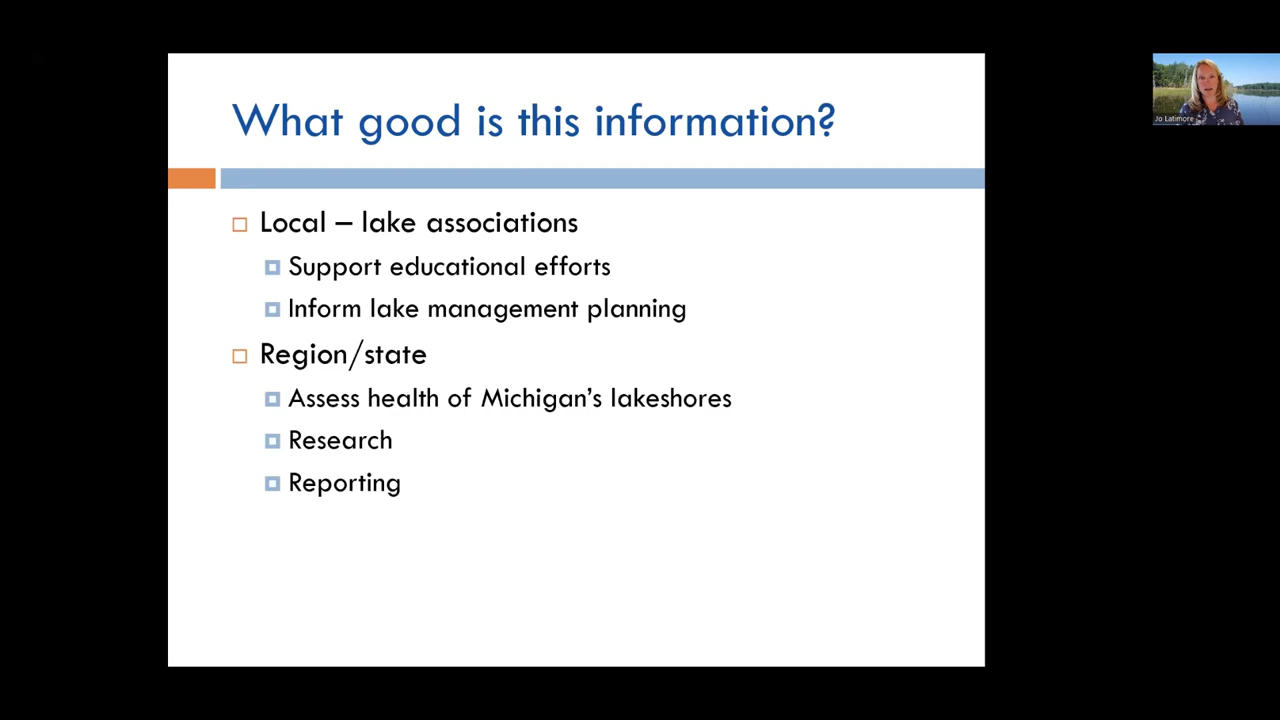 What good is this information?
Local – lake associations
Support educational efforts
Inform lake management planning
Region/state
Assess health of Michigan’s lakeshores
Research
Reporting
Jo Latimore